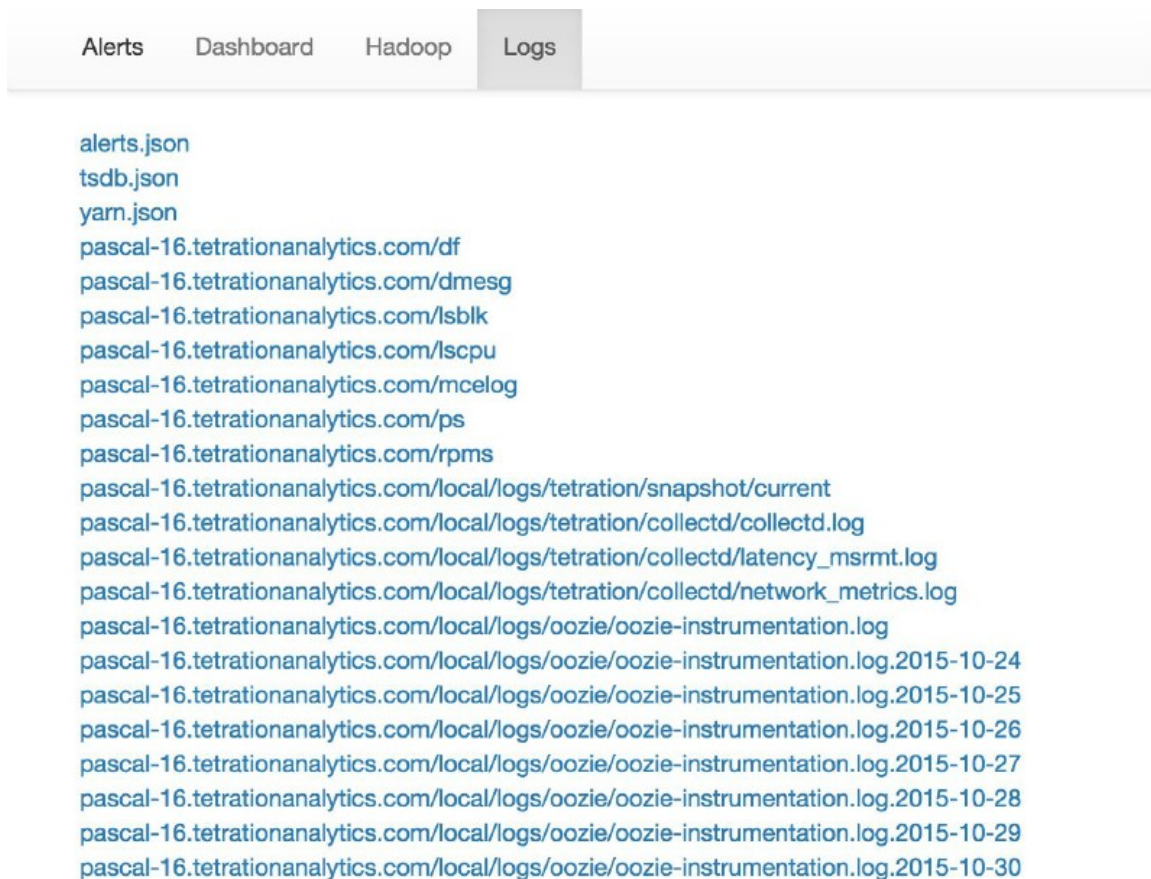 Alerts Dashboard Hadoop Logs
alerts.json
tsdb.json
yarn.json
pascal-16.tetrationanalytics.com/df
pascal-16.tetrationanalytics.com/dmesg
pascal-16.tetrationanalytics.com/lsblk
pascal-16.tetrationanalytics.com/lscpu
pascal-16.tetrationanalytics.com/mcelog
pascal-16.tetrationanalytics.com/ps
pascal-16.tetrationanalytics.com/rpms
pascal-16.tetrationanalytics.com/local/logs/tetration/snapshot/current
pascal-16.tetrationanalytics.com/local/logs/tetration/collectd/collectd.log
pascal-16.tetrationanalytics.com/local/logs/tetration/collectd/latency_msrmt.log
pascal-16.tetrationanalytics.com/local/logs/tetration/collectd/network_metrics.log
pascal-16.tetrationanalytics.com/local/logs/oozie/oozie-instrumentation.log
pascal-16.tetrationanalytics.com/local/logs/oozie/oozie-instrumentation.log.2015-10-24
pascal-16.tetrationanalytics.com/local/logs/oozie/oozie-instrumentation.log.2015-10-25
pascal-16.tetrationanalytics.com/local/logs/oozie/oozie-instrumentation.log.2015-10-26
pascal-16.tetrationanalytics.com/local/logs/oozie/oozie-instrumentation.log.2015-10-27
pascal-16.tetrationanalytics.com/local/logs/oozie/oozie-instrumentation.log.2015-10-28
pascal-16.tetrationanalytics.com/local/logs/oozie/oozie-instrumentation.log.2015-10-29
pascal-16.tetrationanalytics.com/local/logs/oozie/oozie-instrumentation.log.2015-10-30